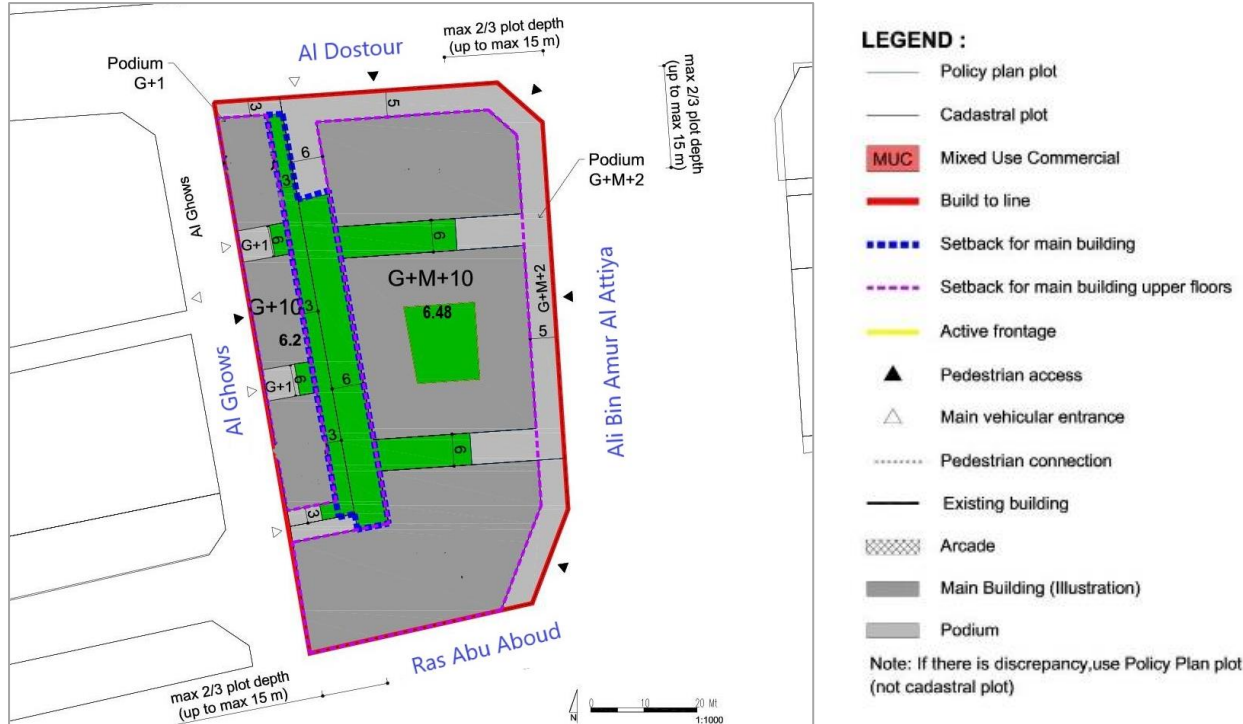 max 2/3 plot depth
(up to max 15 m)
Al Dostour
Podium
G+1
max 2/3 plot depth
(up to max 15 m)
3
5
6
3
Podium
G+M+2
Al Ghows
G+1
6
6
G+M+10
G+10
3
6.48
6.2
G+M+2
5
Ali Bin Amur Al Attiya
Al Ghows
G+1
6
6
3
6
3
Ras Abu Aboud
max 2/3 plot depth
(up to max 15 m)
N
0 10 20 Mt
1:1000
LEGEND :
Policy plan plot
Cadastral plot
MUC Mixed Use Commercial
Build to line
Setback for main building
Setback for main building upper floors
Active frontage
Pedestrian access
Main vehicular entrance
Pedestrian connection
Existing building
Arcade
Main Building (Illustration)
Podium
Note: If there is discrepancy,use Policy Plan plot
(not cadastral plot)